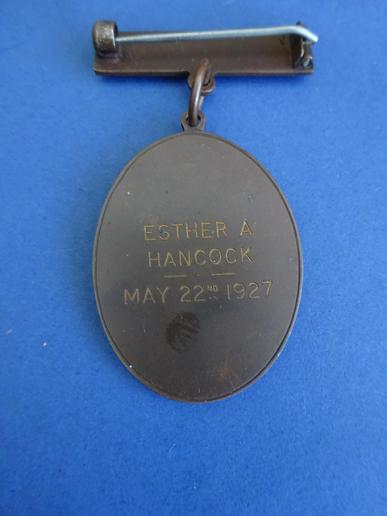 ESTHER A
HANCOCK
MAY 22ND 1927